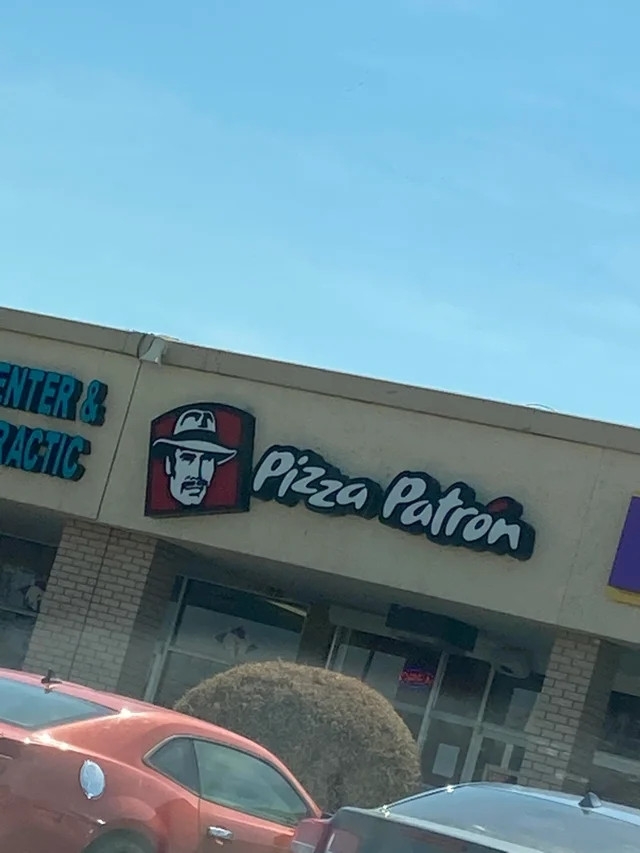 ENTER &
RACTIC
Pizza Patrón